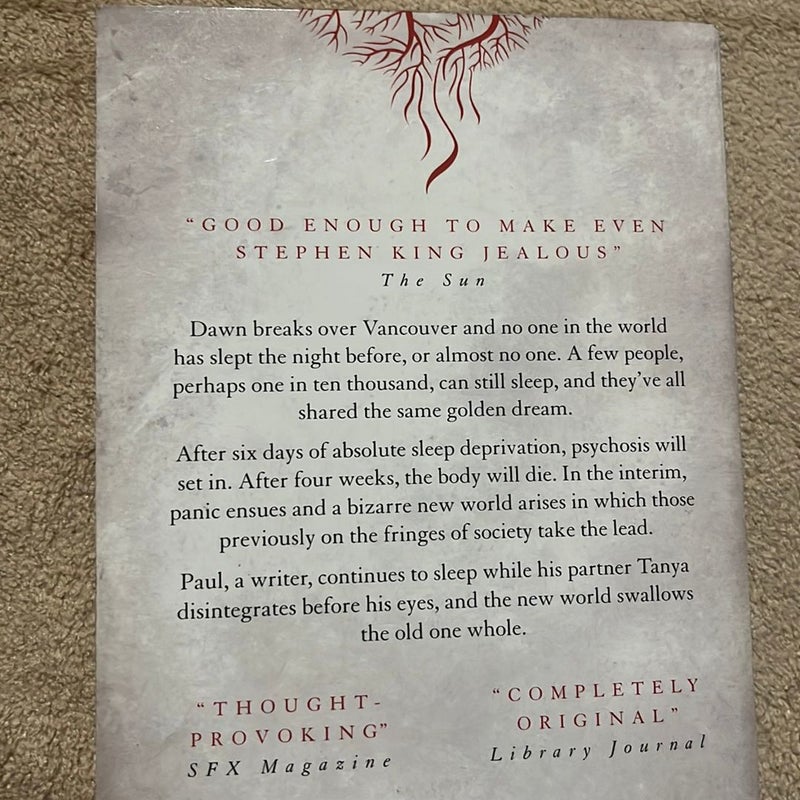 “GOOD ENOUGH TO MAKE EVEN
STEPHEN KING JEALOUS”
The Sun
Dawn breaks over Vancouver and no one in the world
has slept the night before, or almost no one. A few people,
perhaps one in ten thousand, can still sleep, and they’ve all
shared the same golden dream.
After six days of absolute sleep deprivation, psychosis will
set in. After four weeks, the body will die. In the interim,
panic ensues and a bizarre new world arises in which those
previously on the fringes of society take the lead.
Paul, a writer, continues to sleep while his partner Tanya
disintegrates before his eyes, and the new world swallows
the old one whole.
“THOUGHT-
PROVOKING”
SFX Magazine
“COMPLETELY
ORIGINAL”
Library Journal